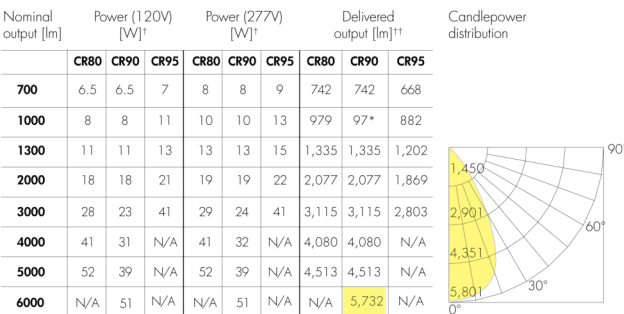 Nominal output [lm] Power (120V) [W]† Power (277V) [W]† Delivered output [lm]†† Candlepower distribution
CR80 CR90 CR95 CR80 CR90 CR95 CR80 CR90 CR95
700 6.5 6.5 7 8 8 9 742 742 668
1000 8 8 11 10 10 13 979 97* 882
1300 11 11 13 13 13 15 1,335 1,335 1,202
2000 18 18 21 19 19 22 2,077 2,077 1,869
3000 28 23 41 29 24 41 3,115 3,115 2,803
4000 41 31 N/A 41 32 N/A 4,080 4,080 N/A
5000 52 39 N/A 52 39 N/A 4,513 4,513 N/A
6000 N/A 51 N/A N/A 51 N/A N/A 5,732 N/A
90°
1,450
2,901
60°
4,351
5,801
30°
0°